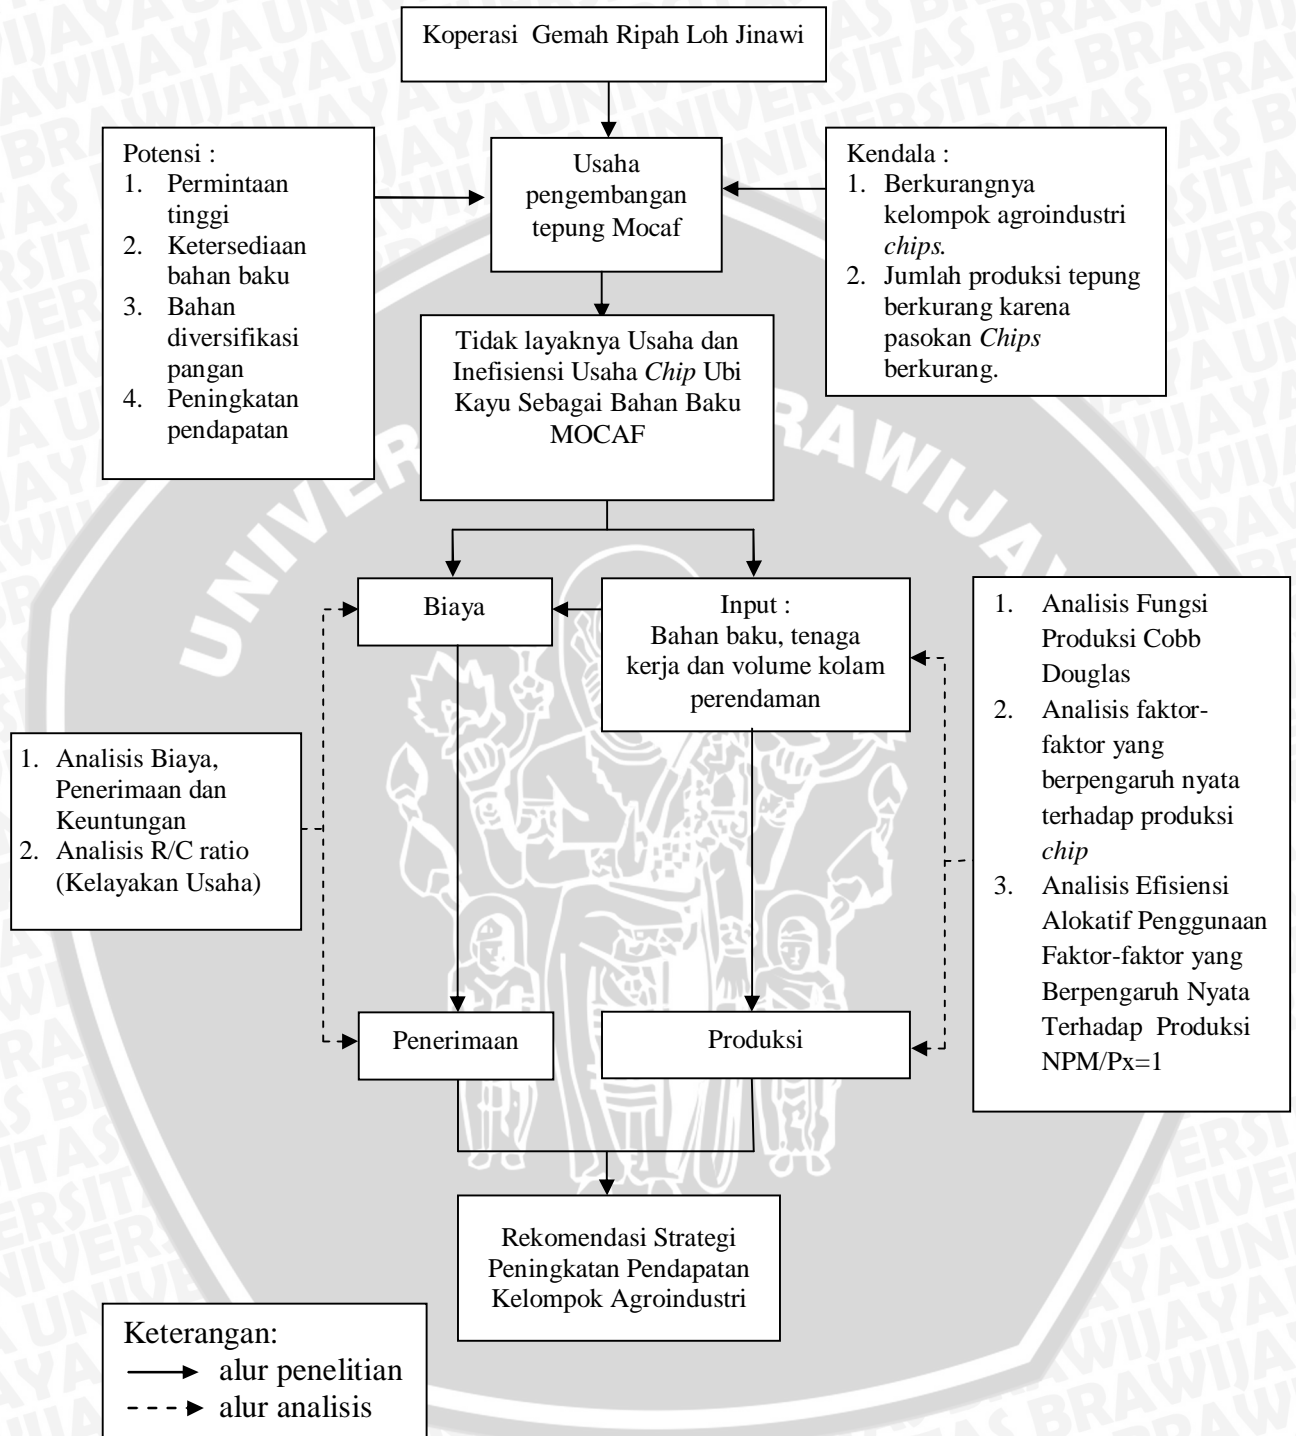 Koperasi Gemah Ripah Loh Jinawi
Potensi :
1. Permintaan
tinggi
2. Ketersediaan
bahan baku
3. Bahan
diversifikasi
pangan
4. Peningkatan
pendapatan
Usaha
pengembangan
tepung Mocaf
Kendala :
1. Berkurangnya
kelompok agroindustri
chips.
2. Jumlah produksi tepung
berkurang karena
pasokan Chips
berkurang.
Tidak layaknya Usaha dan
Inefisiensi Usaha Chip Ubi
Kayu Sebagai Bahan Baku
MOCAF
Biaya
Input :
Bahan baku, tenaga
kerja dan volume kolam
perendaman
1. Analisis Fungsi
Produksi Cobb
Douglas
2. Analisis faktor-
faktor yang
berpengaruh nyata
terhadap produksi
chip
3. Analisis Efisiensi
Alokatif Penggunaan
Faktor-faktor yang
Berpengaruh Nyata
Terhadap Produksi
NPM/Px=1
1. Analisis Biaya,
Penerimaan dan
Keuntungan
2. Analisis R/C ratio
(Kelayakan Usaha)
Penerimaan
Produksi
Rekomendasi Strategi
Peningkatan Pendapatan
Kelompok Agroindustri
Keterangan:
alur penelitian
alur analisis